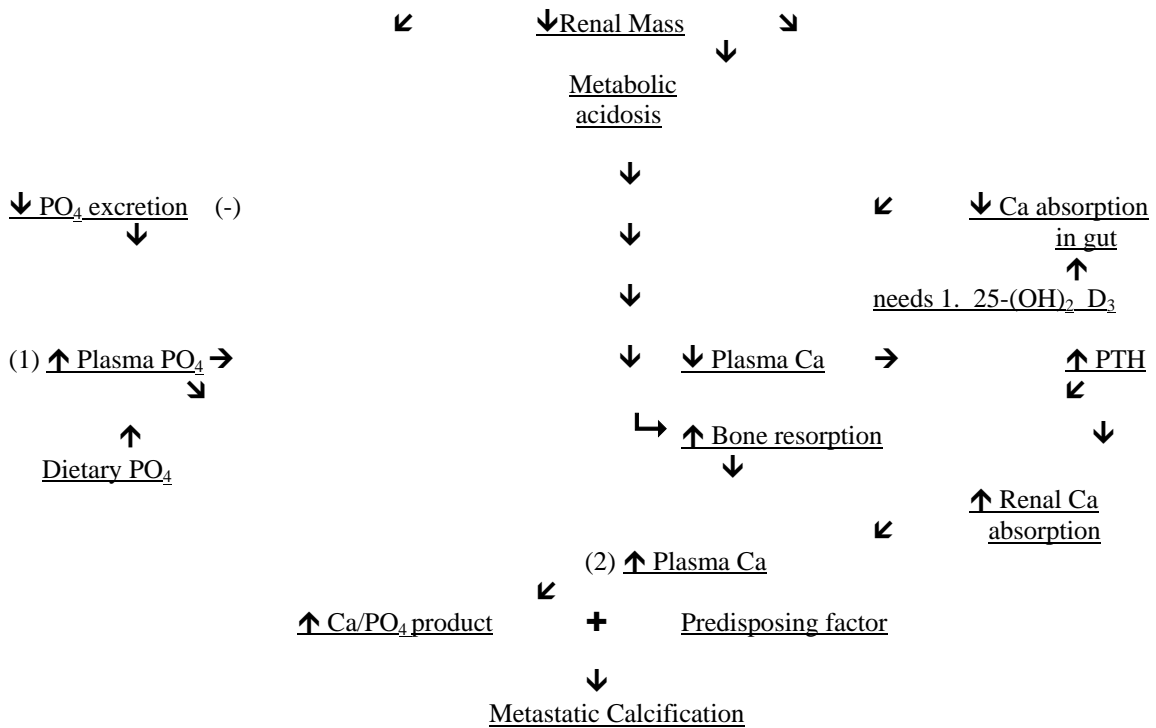 ↙ ↓Renal Mass ↘
↓
Metabolic
acidosis
↓
↓ PO4 excretion (-) ↙ ↓ Ca absorption
↓ ↓ in gut
↑
↓ needs 1. 25-(OH)2 D3
(1) ↑ Plasma PO4 → ↓ ↓ Plasma Ca → ↑ PTH
↘ ↙
↑ ↳ ↑ Bone resorption ↓
Dietary PO4 ↓
↑ Renal Ca
↙ absorption
(2) ↑ Plasma Ca
↙
↑ Ca/PO4 product + Predisposing factor
↓
Metastatic Calcification